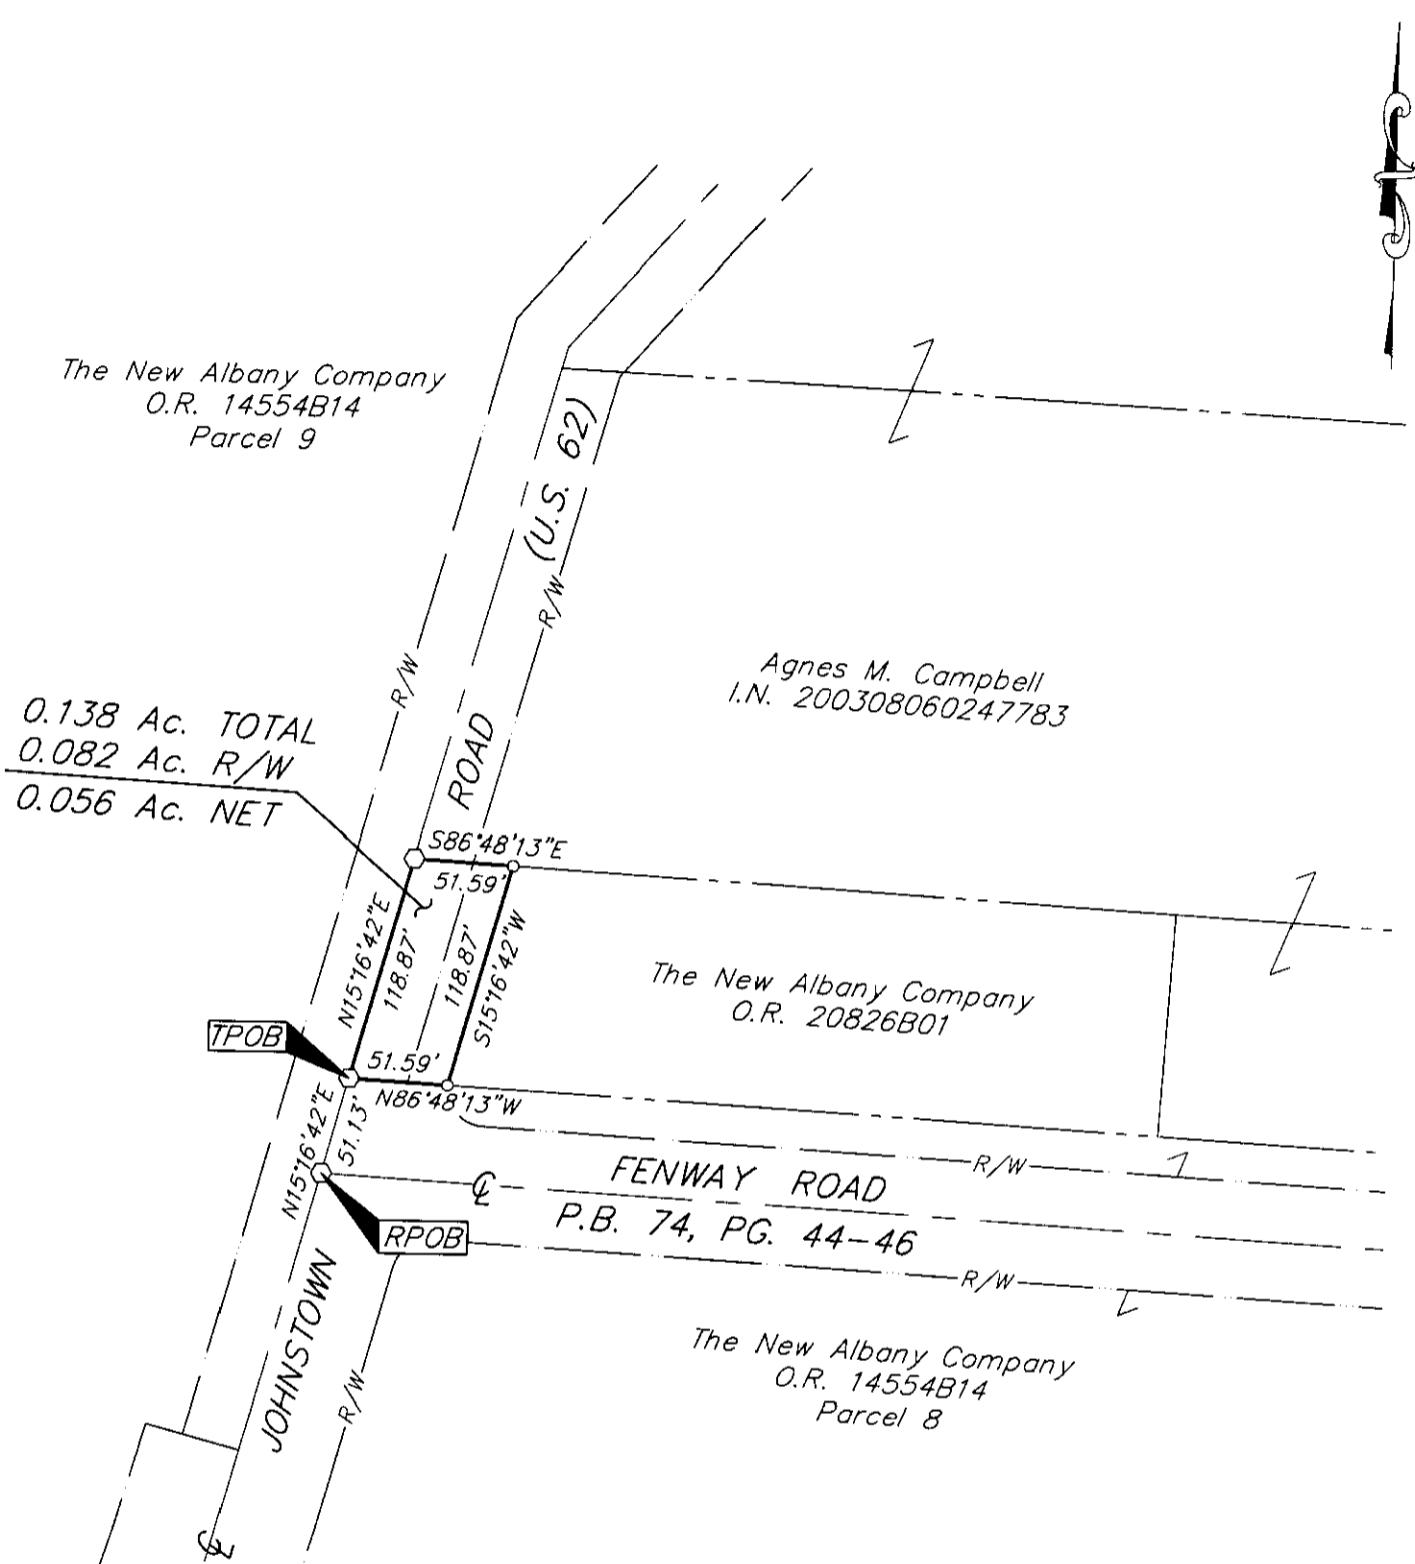 The New Albany Company
O.R. 14554B14
Parcel 9
(U.S. 62)
R/W
R/W
ROAD
Agnes M. Campbell
I.N. 200308060247783
0.138 Ac. TOTAL
0.082 Ac. R/W
0.056 Ac. NET
S86°48'13"E
51.59'
N15°16'42"E
118.87'
118.87'
S15°16'42"W
The New Albany Company
O.R. 20826B01
TPOB
51.59'
N86°48'13"W
N15°16'42"E
51.13'
RPOB
℄
FENWAY ROAD
P.B. 74, PG. 44-46
R/W
R/W
JOHNSTOWN
R/W
The New Albany Company
O.R. 14554B14
Parcel 8
℄